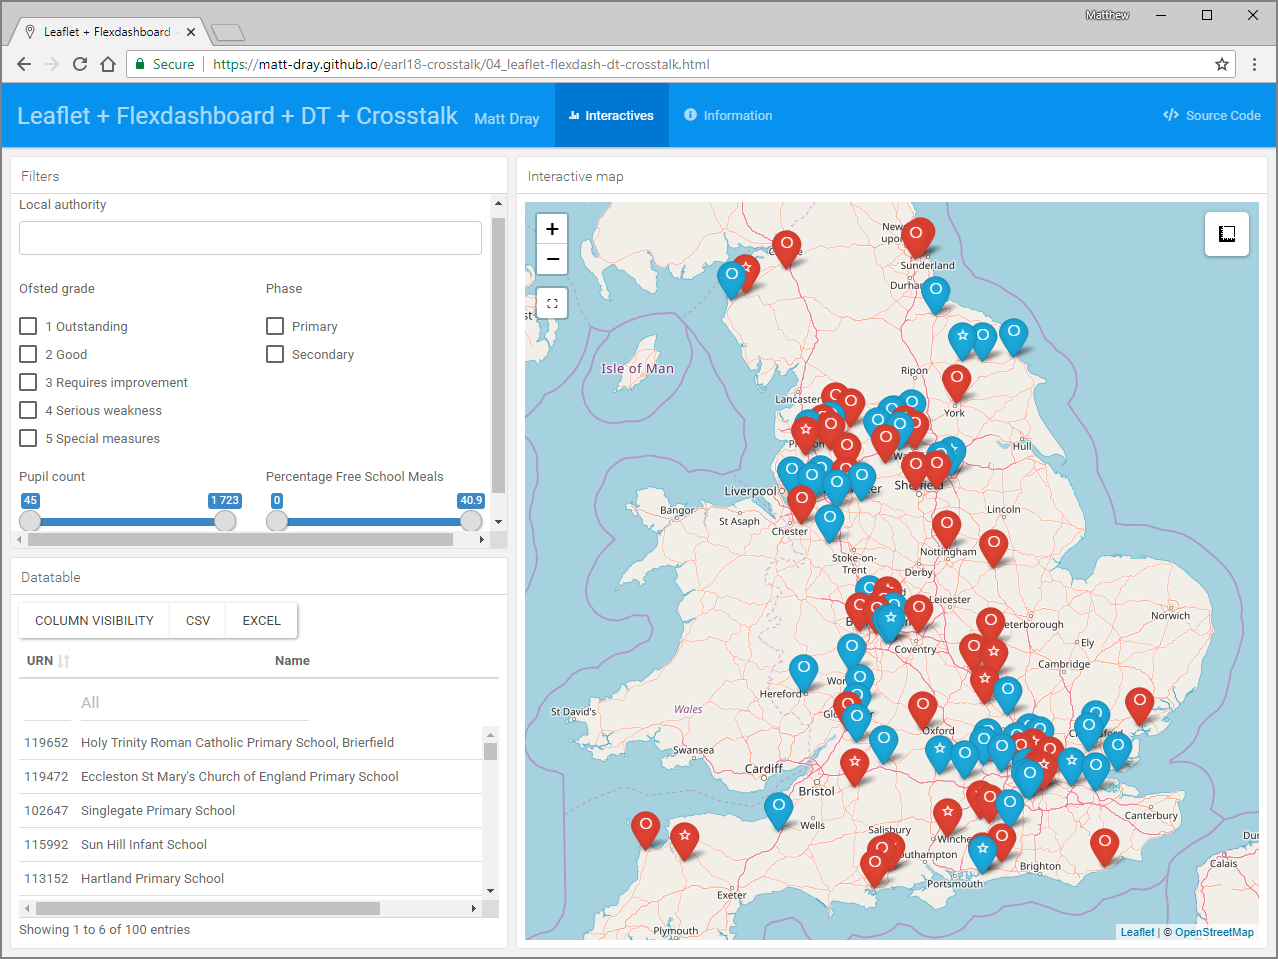 Matthew
Leaflet + Flexdashboard
Secure
https://matt-dray.github.io/earl18-crosstalk/04_leaflet-flexdash-dt-crosstalk.html
Leaflet + Flexdashboard + DT + Crosstalk
Matt Dray
Interactives
Information
Source Code
Filters
Local authority
Ofsted grade
Phase
1 Outstanding
Primary
2 Good
Secondary
3 Requires improvement
4 Serious weakness
5 Special measures
Pupil count
Percentage Free School Meals
45
1 723
0
40.9
Datatable
COLUMN VISIBILITY
CSV
EXCEL
URN
Name
All
119652 Holy Trinity Roman Catholic Primary School, Brierfield
119472 Eccleston St Mary's Church of England Primary School
102647 Singlegate Primary School
115992 Sun Hill Infant School
113152 Hartland Primary School
Showing 1 to 6 of 100 entries
Interactive map
+
−
Sunderland
Isle of Man
Ripon
Lancaster
York
Hull
Liverpool
Bangor
St Asaph
Chester
Lincoln
Stoke-on-
Trent
Nottingham
Derby
Leicester
Norwich
Ely
Coventry
Cambridge
Hereford
St David's
Wales
Oxford
Swansea
Cardiff
Bristol
Wells
Canterbury
Salisbury
Brighton
Portsmouth
Calais
Exeter
Plymouth
Leaflet | © OpenStreetMap